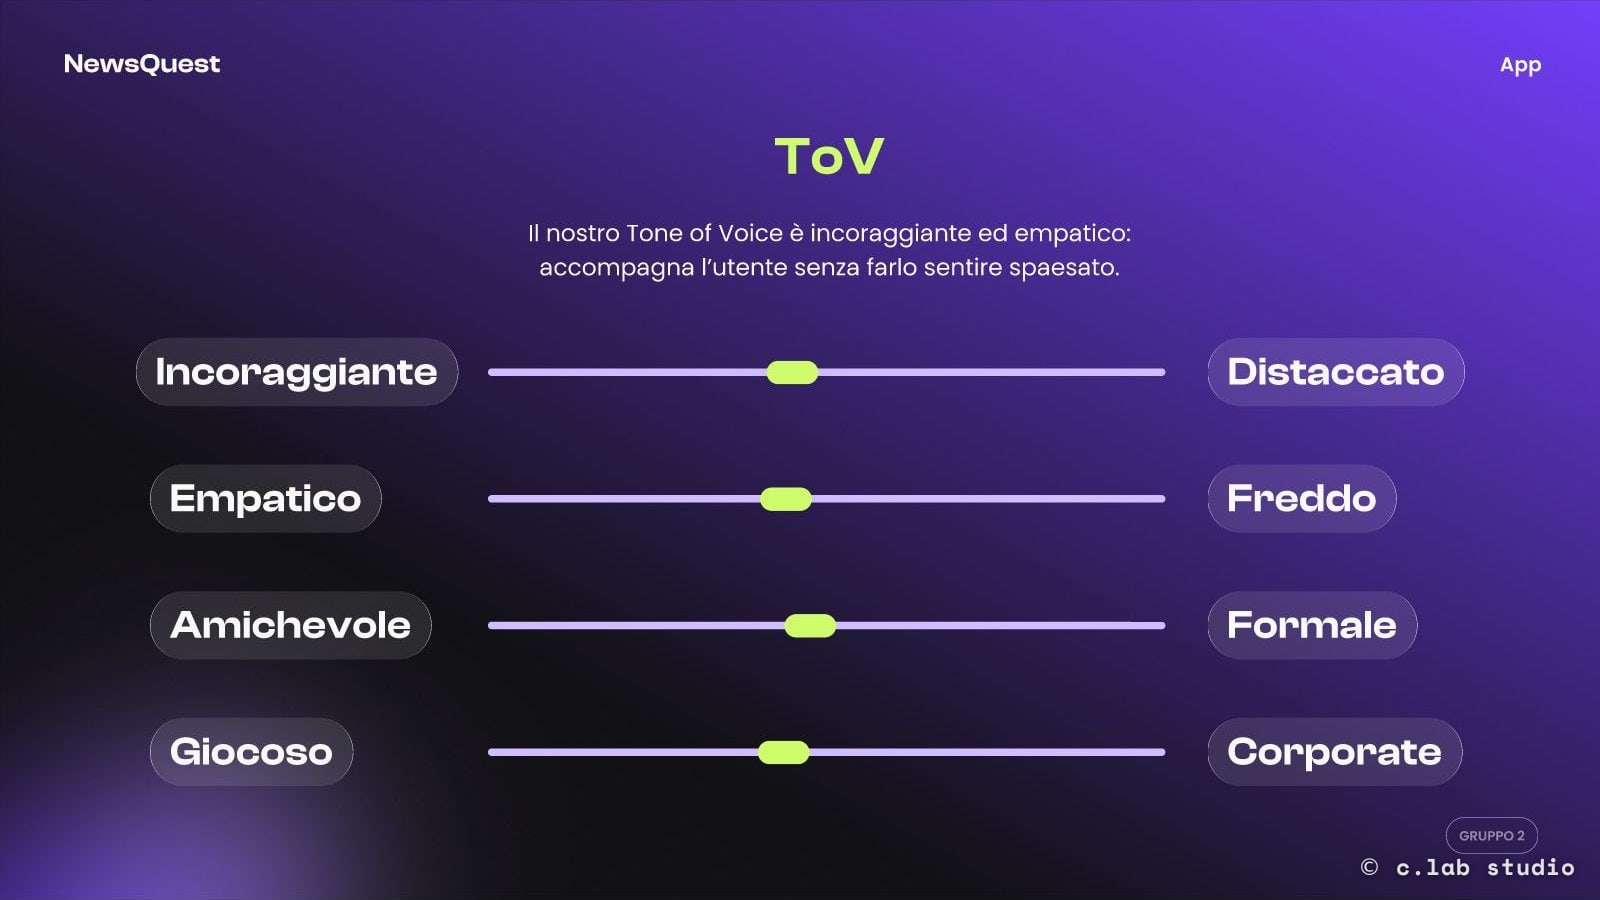 NewsQuest
App
ToV
Il nostro Tone of Voice è incoraggiante ed empatico:
accompagna l’utente senza farlo sentire spaesato.
Incoraggiante
Distaccato
Empatico
Freddo
Amichevole
Formale
Giocoso
Corporate
GRUPPO 2
© c.lab studio